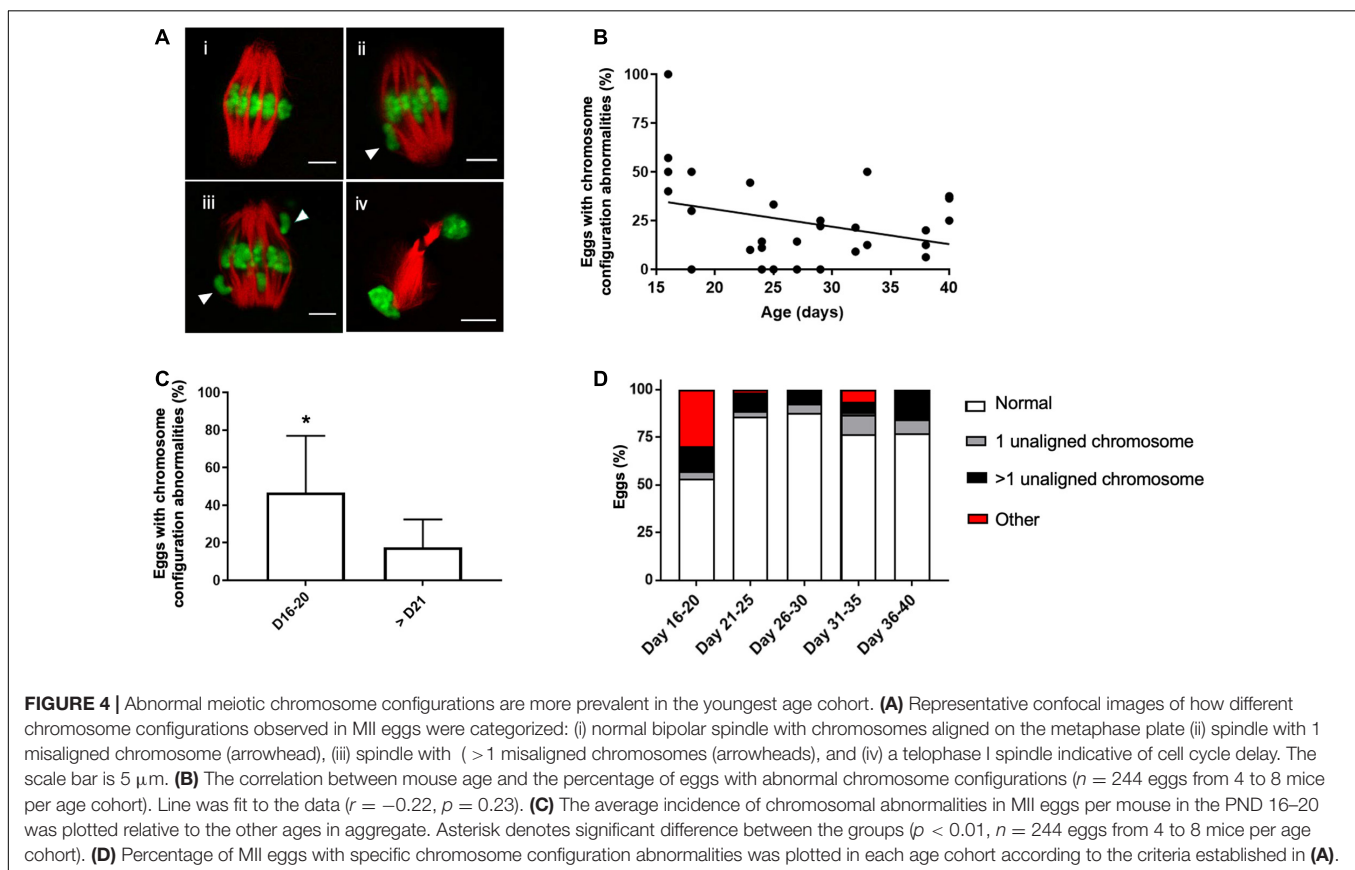 A
i
ii
iii
iv
B
Eggs with chromosome
configuration abnormalities (%)
100
75
50
25
0
15
20
25
30
35
40
Age (days)
C
Eggs with chromosome
configuration abnormalities (%)
100
80
60
40
20
0
*
D16-20
> D21
D
Eggs (%)
100
75
50
25
0
Day 16-20
Day 21-25
Day 26-30
Day 31-35
Day 36-40
Normal
1 unaligned chromosome
>1 unaligned chromosome
Other
FIGURE 4 | Abnormal meiotic chromosome configurations are more prevalent in the youngest age cohort. (A) Representative confocal images of how different
chromosome configurations observed in MII eggs were categorized: (i) normal bipolar spindle with chromosomes aligned on the metaphase plate (ii) spindle with 1
misaligned chromosome (arrowhead), (iii) spindle with ( >1 misaligned chromosomes (arrowheads), and (iv) a telophase I spindle indicative of cell cycle delay. The
scale bar is 5 μm. (B) The correlation between mouse age and the percentage of eggs with abnormal chromosome configurations (n = 244 eggs from 4 to 8 mice
per age cohort). Line was fit to the data (r = −0.22, p = 0.23). (C) The average incidence of chromosomal abnormalities in MII eggs per mouse in the PND 16–20
was plotted relative to the other ages in aggregate. Asterisk denotes significant difference between the groups (p < 0.01, n = 244 eggs from 4 to 8 mice per age
cohort). (D) Percentage of MII eggs with specific chromosome configuration abnormalities was plotted in each age cohort according to the criteria established in (A).